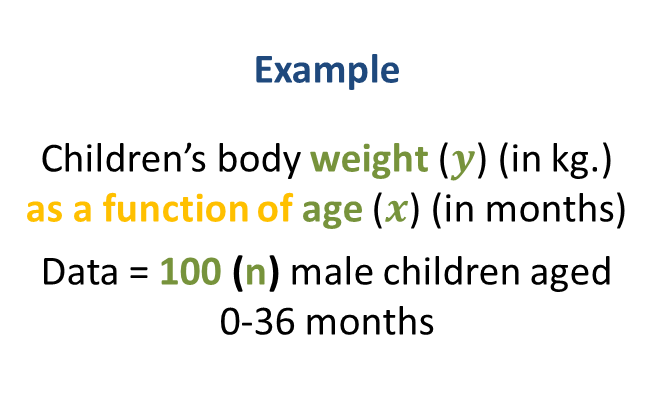 Example
Children’s body weight (y) (in kg.)
as a function of age (x) (in months)
Data = 100 (n) male children aged
0-36 months